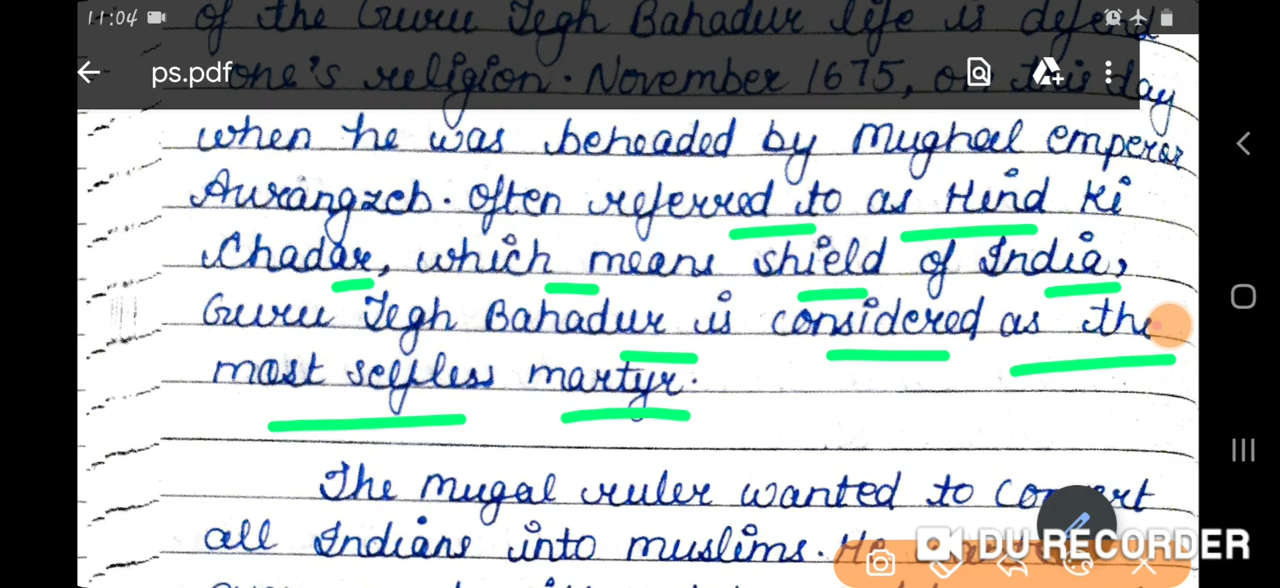 11:04
of the Guru Tegh Bahadur life is defend
ps.pdf
one's religion. November 1675, on this day
when he was beheaded by Mughal emperor
Aurangzeb. Often referred to as Hind Ki
Chadar, which means shield of India,
Guru Tegh Bahadur is considered as the
most selfless martyr.
The mugal ruler wanted to convert
all Indians into muslims. He
DU RECORDER